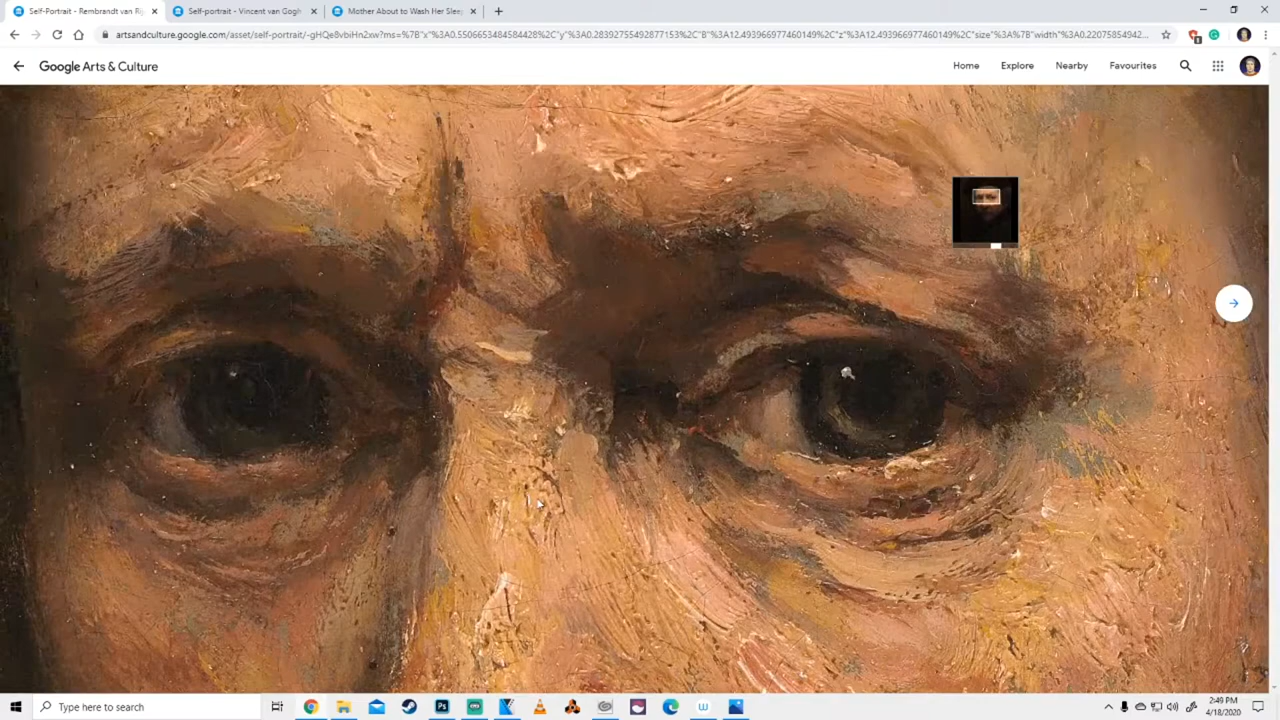 Self-Portrait - Rembrandt van Rij
Self-portrait - Vincent van Gogh
Mother About to Wash Her Slee
artsandculture.google.com/asset/self-portrait/-gHQe8vbiHn2xw?ms=%7B"x"%3A0.5506653484584428%2C"y"%3A0.28392755492877153%2C"B"%3A12.493966977460149%2C"z"%3A12.493966977460149%2C"size"%3A%7B"width"%3A0.22075854942...
Google Arts & Culture
Home Explore Nearby Favourites
Type here to search
2:49 PM
4/18/2020